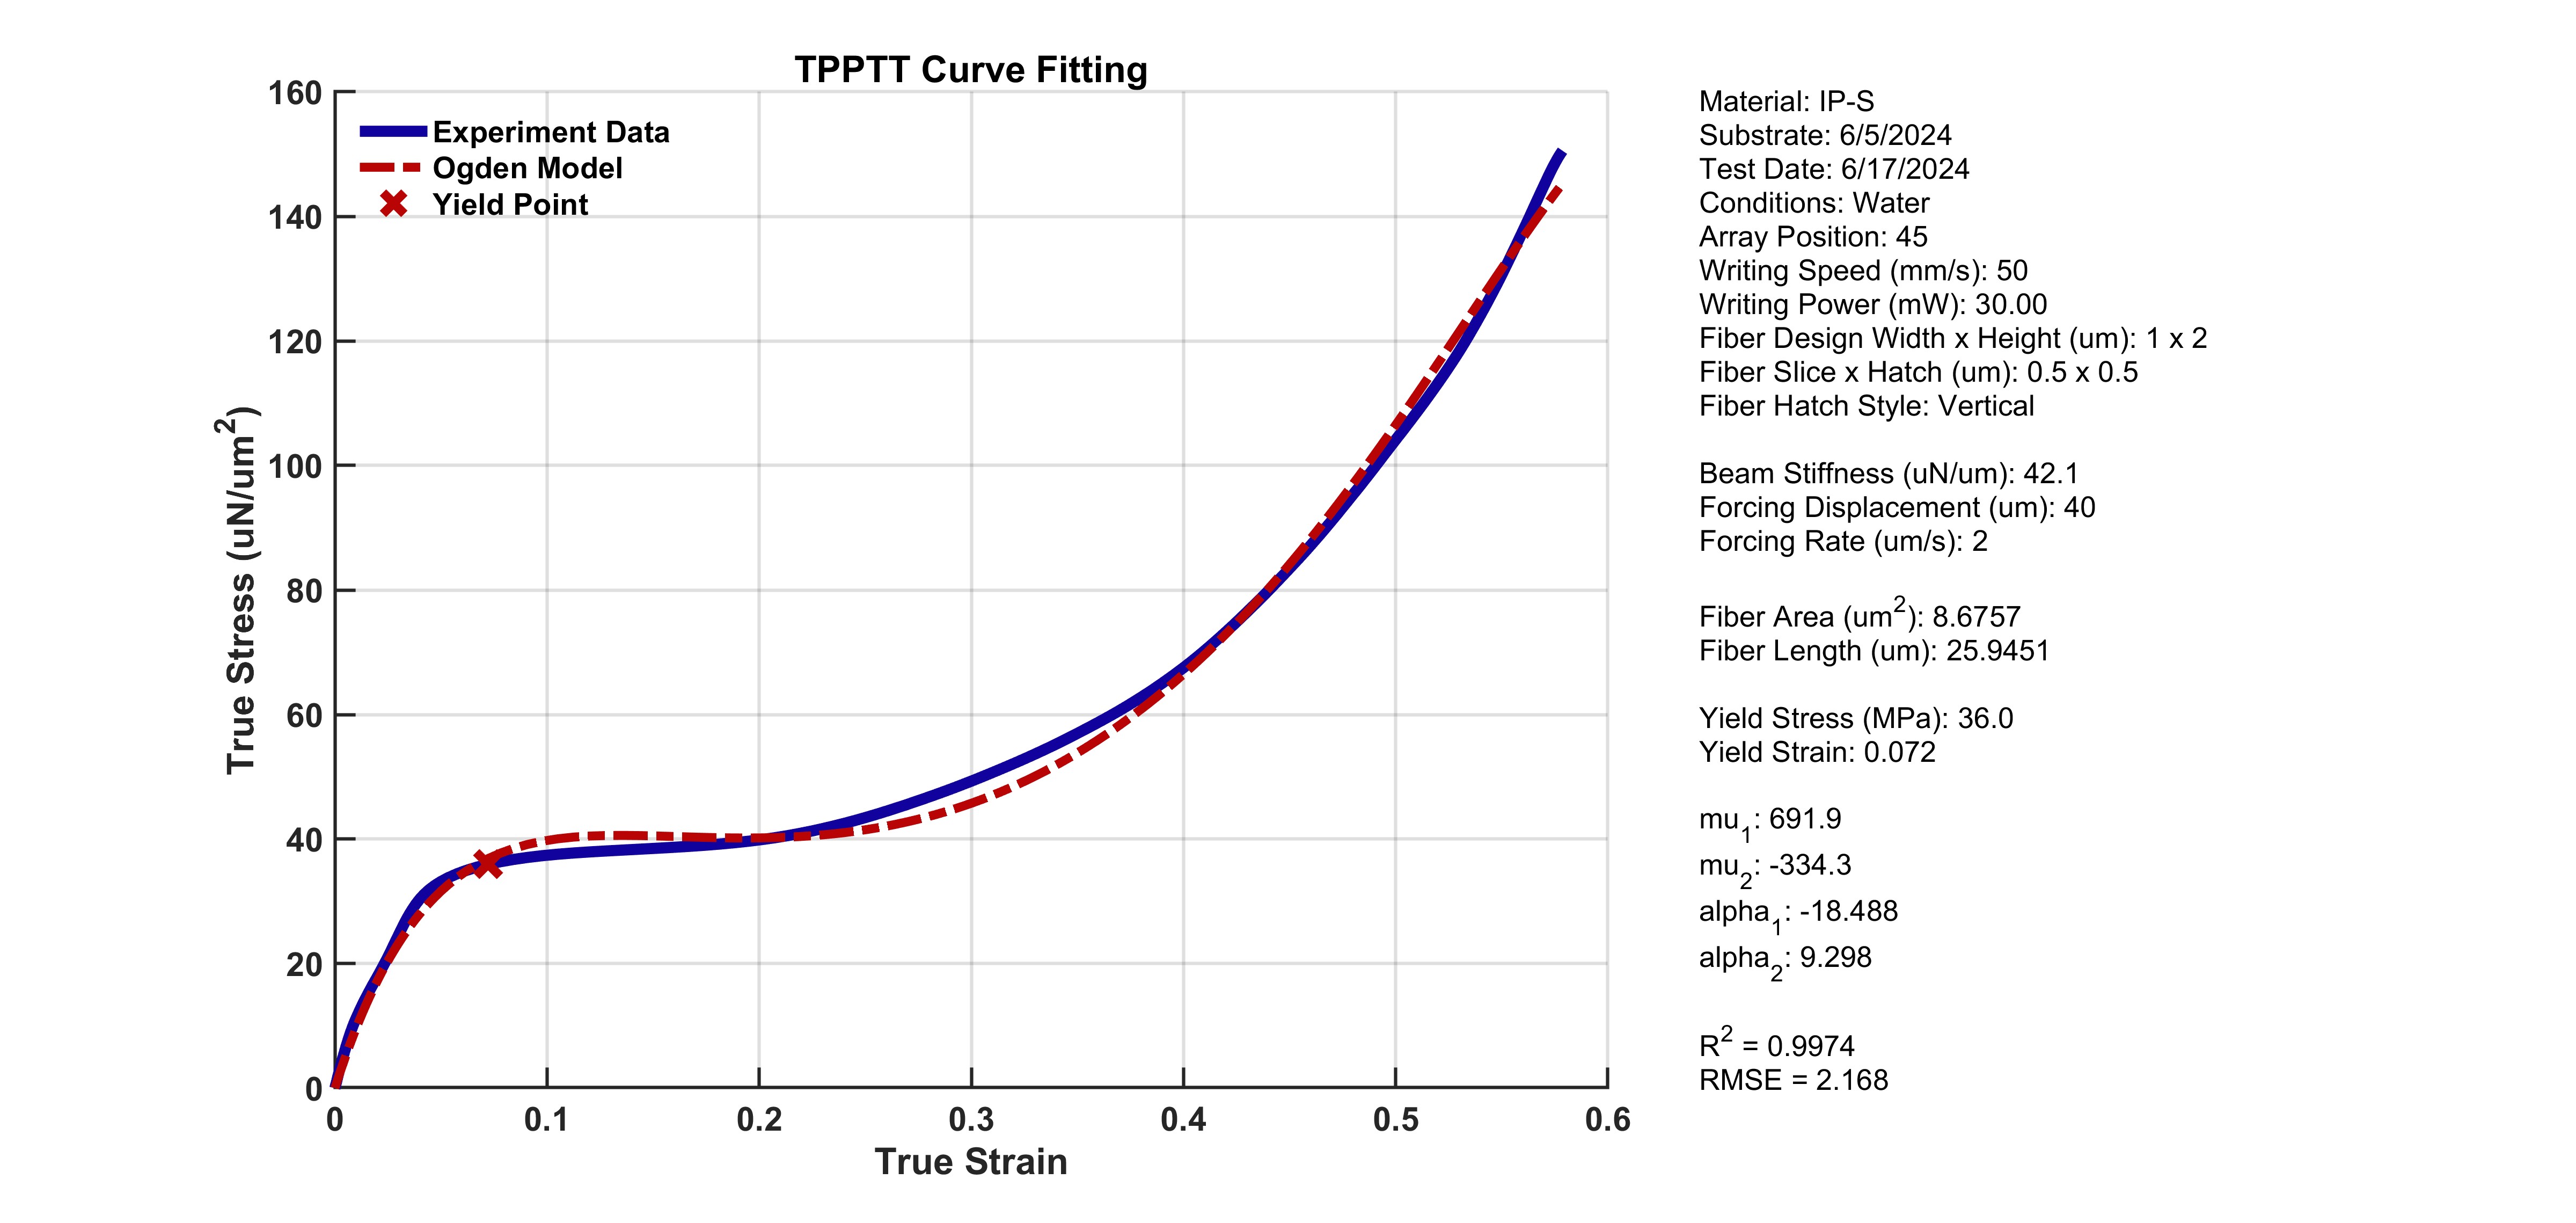 TPPTT Curve Fitting
160
140
120
100
80
60
40
20
0
True Stress (uN/um²)
Experiment Data
Ogden Model
Yield Point
0 0.1 0.2 0.3 0.4 0.5 0.6
True Strain
Material: IP-S
Substrate: 6/5/2024
Test Date: 6/17/2024
Conditions: Water
Array Position: 45
Writing Speed (mm/s): 50
Writing Power (mW): 30.00
Fiber Design Width x Height (um): 1 x 2
Fiber Slice x Hatch (um): 0.5 x 0.5
Fiber Hatch Style: Vertical
Beam Stiffness (uN/um): 42.1
Forcing Displacement (um): 40
Forcing Rate (um/s): 2
Fiber Area (um²): 8.6757
Fiber Length (um): 25.9451
Yield Stress (MPa): 36.0
Yield Strain: 0.072
mu₁: 691.9
mu₂: -334.3
alpha₁: -18.488
alpha₂: 9.298
R² = 0.9974
RMSE = 2.168